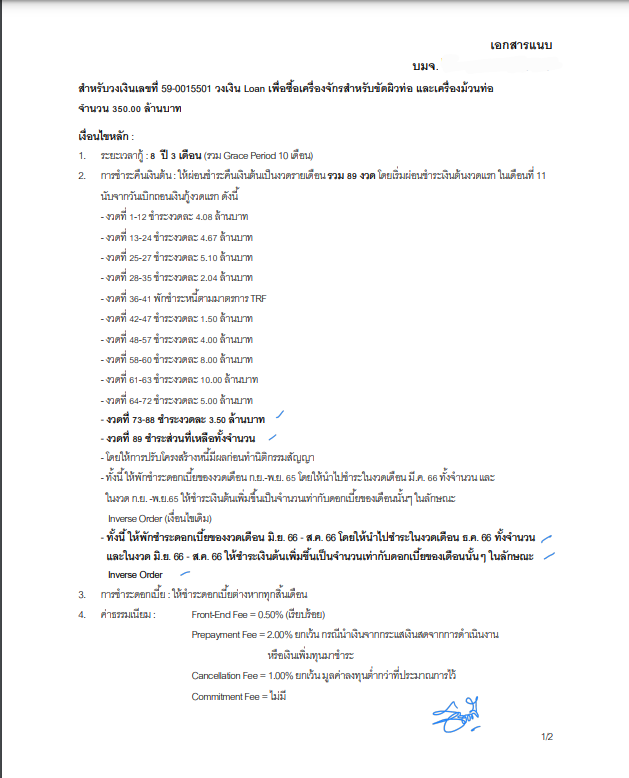 เอกสารแนบ
บมจ.
สำหรับวงเงินเลขที่ 59-0015501 วงเงิน Loan เพื่อซื้อเครื่องจักรสำหรับขัดผิวท่อ และเครื่องม้วนท่อ
จำนวน 350.00 ล้านบาท
เงื่อนไขหลัก :
1. ระยะเวลากู้ : 8 ปี 3 เดือน (รวม Grace Period 10 เดือน)
2. การชำระคืนเงินต้น : ให้ผ่อนชำระคืนเงินต้นเป็นงวดรายเดือน รวม 89 งวด โดยเริ่มผ่อนชำระเงินต้นงวดแรก ในเดือนที่ 11
นับจากวันเบิกถอนเงินกู้งวดแรก ดังนี้
- งวดที่ 1-12 ชำระงวดละ 4.08 ล้านบาท
- งวดที่ 13-24 ชำระงวดละ 4.67 ล้านบาท
- งวดที่ 25-27 ชำระงวดละ 5.10 ล้านบาท
- งวดที่ 28-35 ชำระงวดละ 2.04 ล้านบาท
- งวดที่ 36-41 พักชำระหนี้ตามมาตรการ TRF
- งวดที่ 42-47 ชำระงวดละ 1.50 ล้านบาท
- งวดที่ 48-57 ชำระงวดละ 4.00 ล้านบาท
- งวดที่ 58-60 ชำระงวดละ 8.00 ล้านบาท
- งวดที่ 61-63 ชำระงวดละ 10.00 ล้านบาท
- งวดที่ 64-72 ชำระงวดละ 5.00 ล้านบาท
- งวดที่ 73-88 ชำระงวดละ 3.50 ล้านบาท
- งวดที่ 89 ชำระส่วนที่เหลือทั้งจำนวน
- โดยให้การปรับโครงสร้างหนี้มีผลก่อนทำนิติกรรมสัญญา
- ทั้งนี้ ให้พักชำระดอกเบี้ยของงวดเดือน ก.ย.-พ.ย. 65 โดยให้นำไปชำระในงวดเดือน มี.ค. 66 ทั้งจำนวน และ
ในงวด ก.ย. -พ.ย.65 ให้ชำระเงินต้นเพิ่มขึ้นเป็นจำนวนเท่ากับดอกเบี้ยของเดือนนั้นๆ ในลักษณะ
Inverse Order (เงื่อนไขเดิม)
- ทั้งนี้ ให้พักชำระดอกเบี้ยของงวดเดือน มิ.ย. 66 - ส.ค. 66 โดยให้นำไปชำระในงวดเดือน ธ.ค. 66 ทั้งจำนวน
และในงวด มิ.ย. 66 - ส.ค. 66 ให้ชำระเงินต้นเพิ่มขึ้นเป็นจำนวนเท่ากับดอกเบี้ยของเดือนนั้นๆ ในลักษณะ
Inverse Order
3. การชำระดอกเบี้ย : ให้ชำระดอกเบี้ยต่างหากทุกสิ้นเดือน
4. ค่าธรรมเนียม : Front-End Fee = 0.50% (เรียบร้อย)
Prepayment Fee = 2.00% ยกเว้น กรณีนำเงินจากกระแสเงินสดจากการดำเนินงาน
หรือเงินเพิ่มทุนมาชำระ
Cancellation Fee = 1.00% ยกเว้น มูลค่าลงทุนต่ำกว่าที่ประมาณการไว้
Commitment Fee = ไม่มี
1/2